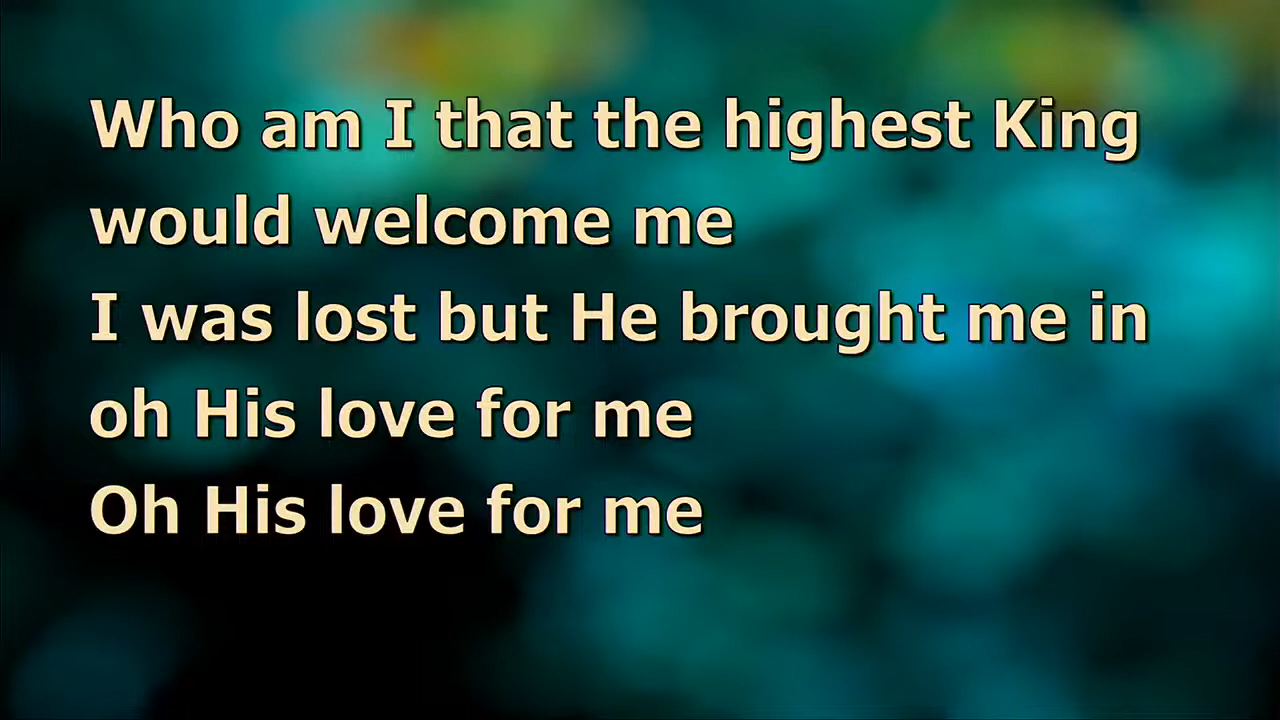 Who am I that the highest King
would welcome me
I was lost but He brought me in
oh His love for me
Oh His love for me